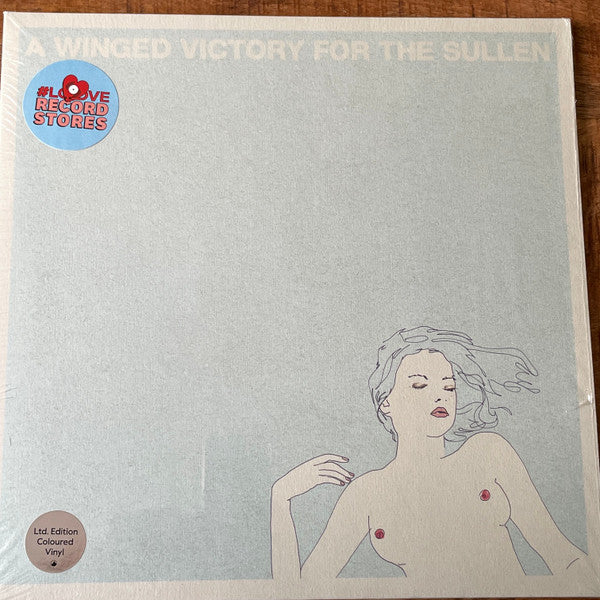 A WINGED VICTORY FOR THE SULLEN
#LOVE
RECORD
STORES
Ltd. Edition
Coloured
Vinyl